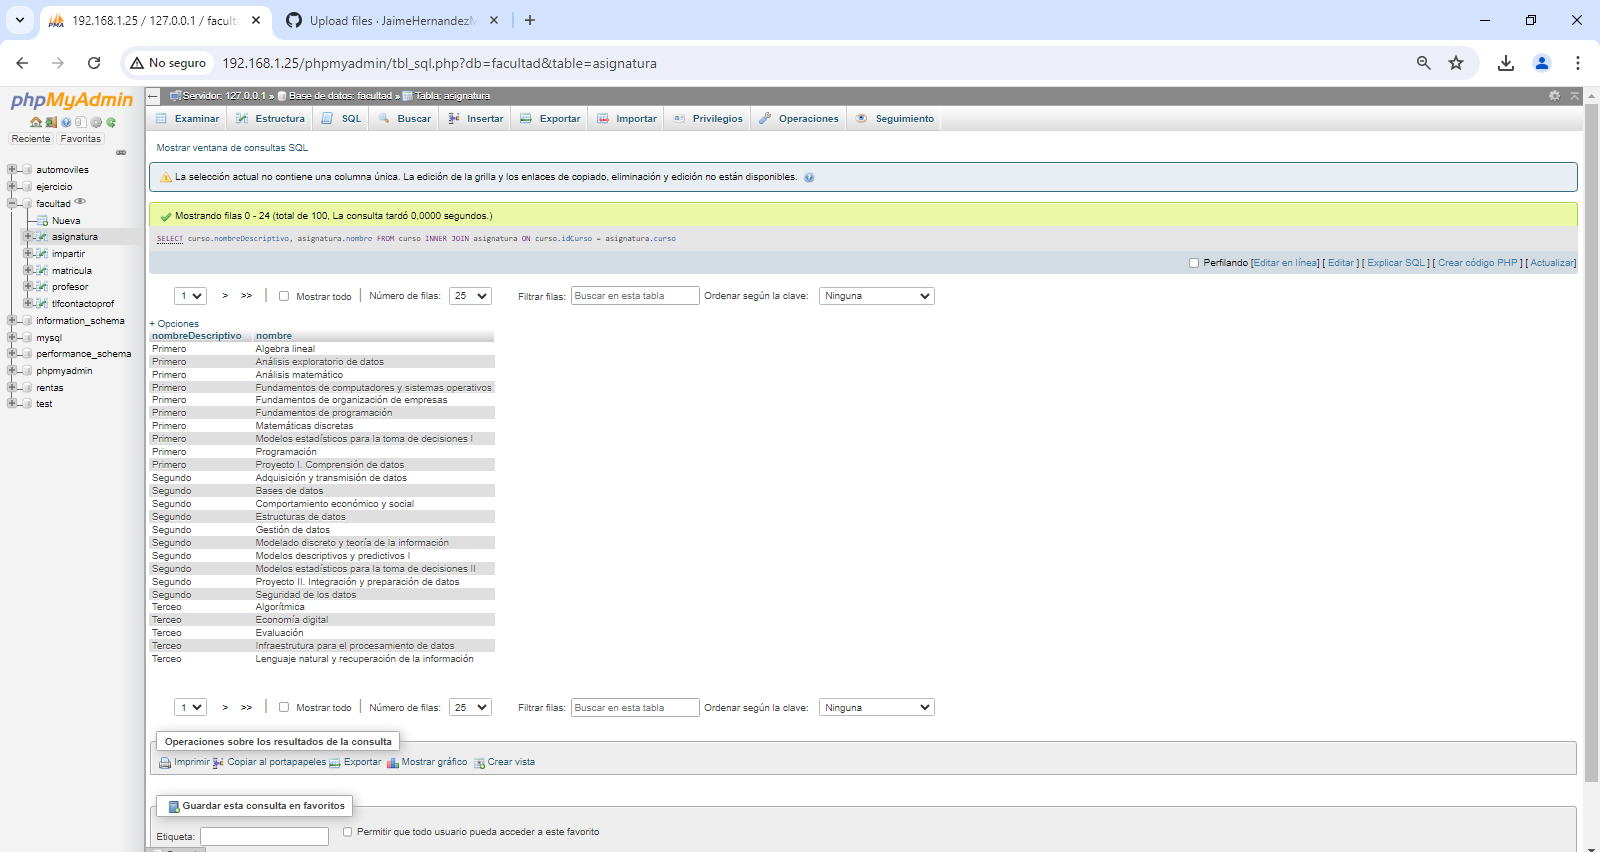 192.168.1.25 / 127.0.0.1 / facult
Upload files · JaimeHernandezM
No seguro
192.168.1.25/phpmyadmin/tbl_sql.php?db=facultad&table=asignatura
phpMyAdmin
Reciente Favoritas
automoviles
ejercicio
facultad
Nueva
asignatura
impartir
matricula
profesor
tlfcontactoprof
information_schema
mysql
performance_schema
phpmyadmin
rentas
test
Servidor: 127.0.0.1 » Base de datos: facultad » Tabla: asignatura
Examinar Estructura SQL Buscar Insertar Exportar Importar Privilegios Operaciones Seguimiento
Mostrar ventana de consultas SQL
La selección actual no contiene una columna única. La edición de la grilla y los enlaces de copiado, eliminación y edición no están disponibles.
Mostrando filas 0 - 24 (total de 100, La consulta tardó 0,0000 segundos.)
SELECT curso.nombreDescriptivo, asignatura.nombre FROM curso INNER JOIN asignatura ON curso.idCurso = asignatura.curso
Perfilando [Editar en línea] [ Editar ] [ Explicar SQL ] [ Crear código PHP ] [ Actualizar]
1 > >> Mostrar todo Número de filas: 25 Filtrar filas: Buscar en esta tabla Ordenar según la clave: Ninguna
+ Opciones
nombreDescriptivo nombre
Primero Algebra lineal
Primero Análisis exploratorio de datos
Primero Análisis matemático
Primero Fundamentos de computadores y sistemas operativos
Primero Fundamentos de organización de empresas
Primero Fundamentos de programación
Primero Matemáticas discretas
Primero Modelos estadísticos para la toma de decisiones I
Primero Programación
Primero Proyecto I. Comprensión de datos
Segundo Adquisición y transmisión de datos
Segundo Bases de datos
Segundo Comportamiento económico y social
Segundo Estructuras de datos
Segundo Gestión de datos
Segundo Modelado discreto y teoría de la información
Segundo Modelos descriptivos y predictivos I
Segundo Modelos estadísticos para la toma de decisiones II
Segundo Proyecto II. Integración y preparación de datos
Segundo Seguridad de los datos
Terceo Algorítmica
Terceo Economía digital
Terceo Evaluación
Terceo Infraestrutura para el procesamiento de datos
Terceo Lenguaje natural y recuperación de la información
1 > >> Mostrar todo Número de filas: 25 Filtrar filas: Buscar en esta tabla Ordenar según la clave: Ninguna
Operaciones sobre los resultados de la consulta
Imprimir Copiar al portapapeles Exportar Mostrar gráfico Crear vista
Guardar esta consulta en favoritos
Etiqueta: Permitir que todo usuario pueda acceder a este favorito